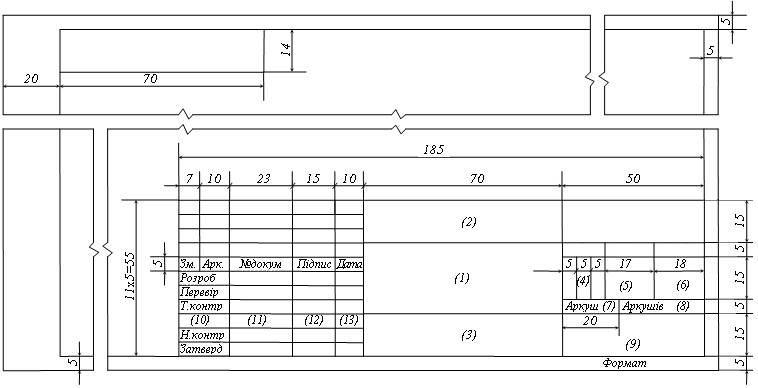 5
14
5
20 70
185
7 10 23 15 10 70 50
15
(2)
11x5=55
5
5
Зм. Арк. №докум Підпис Дата
5 5 5 17 18
(1)
(4) (5) (6)
15
Розроб
Перевір
Т.контр
Аркуш (7) Аркушів (8)
5
(10) (11) (12) (13)
20
(3)
15
Н.контр
Затверд
(9)
5
Формат
5